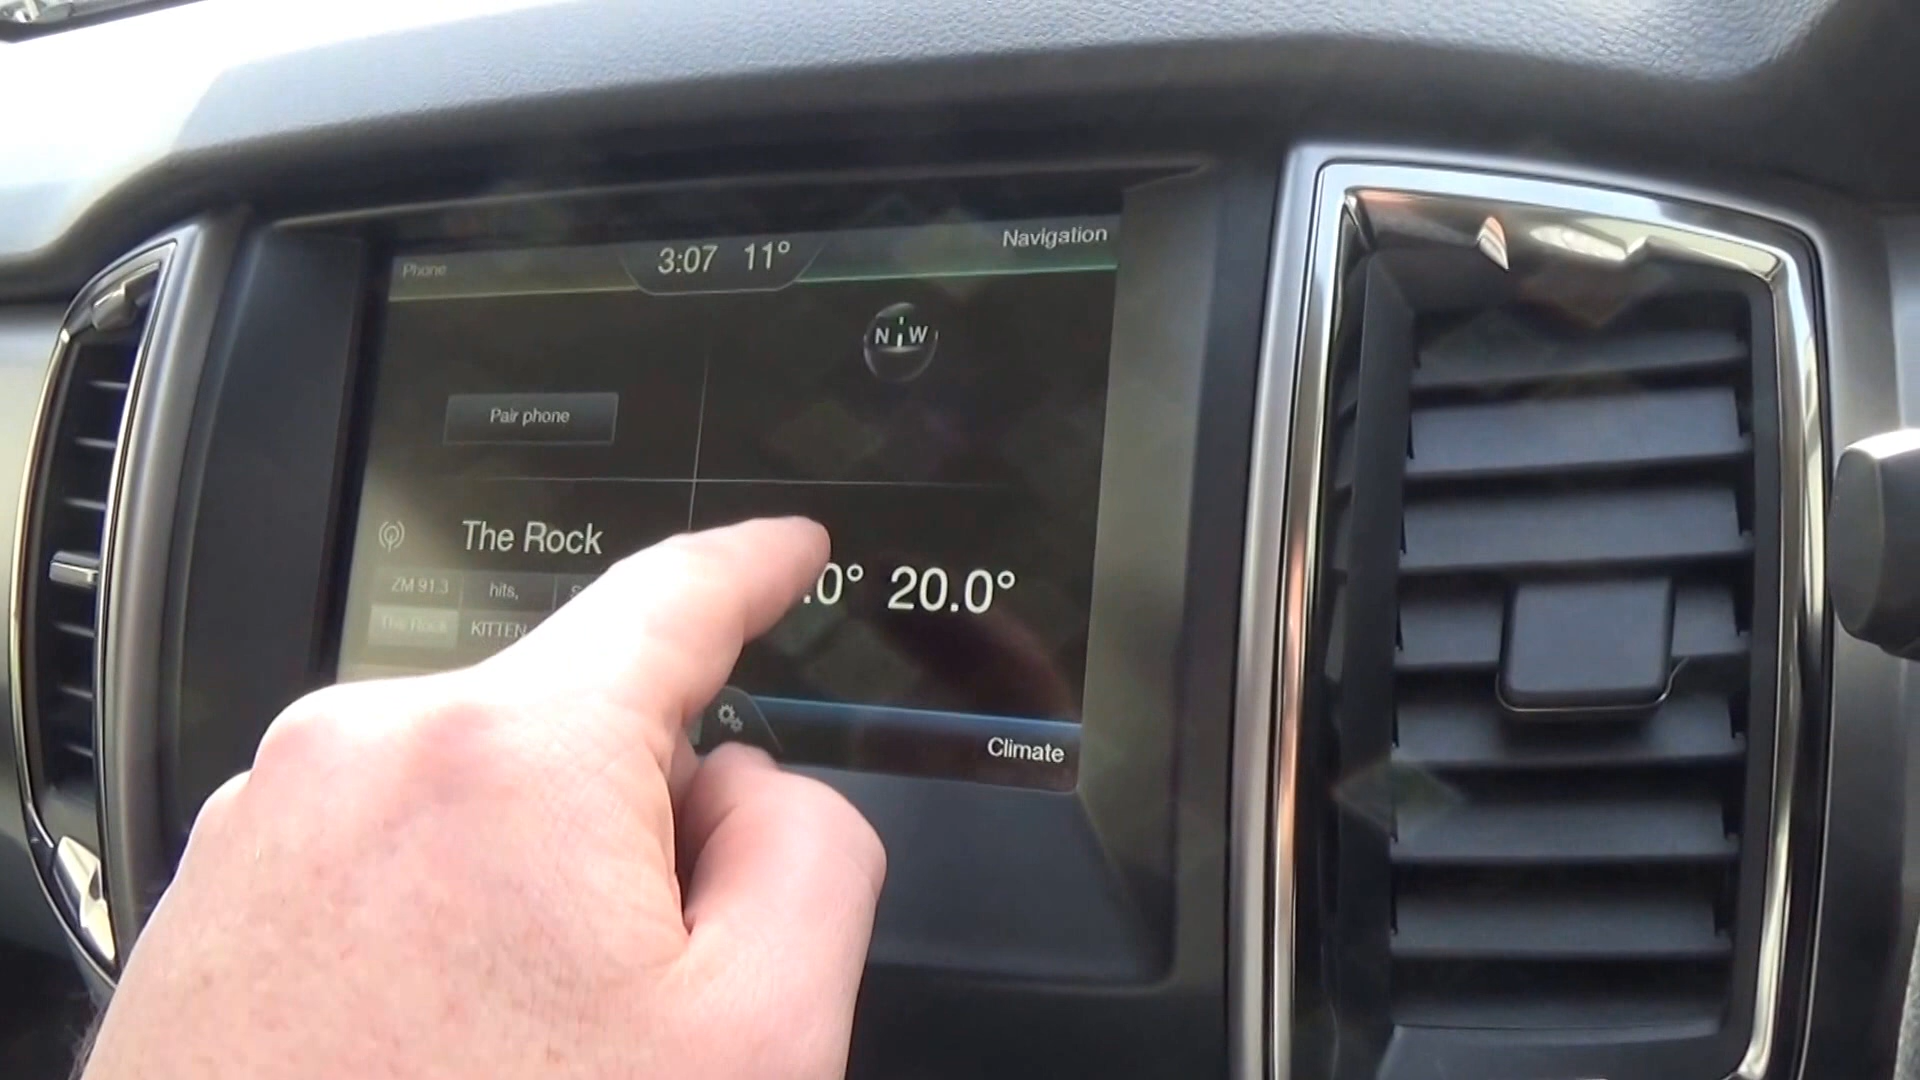 Phone
3:07 11°
Navigation
N W
Pair phone
The Rock
ZM 91.3
hits,
The Rock
KITTEN
.0° 20.0°
Climate